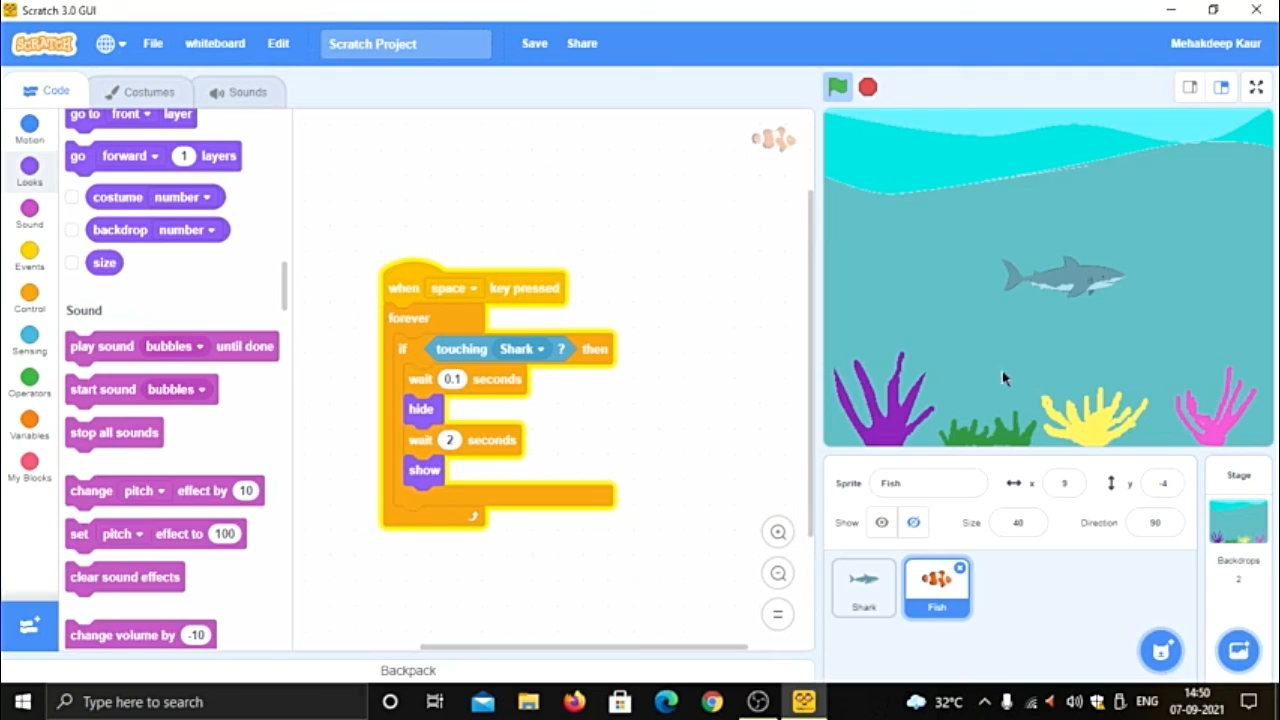 Scratch 3.0 GUI
SCRATCH File whiteboard Edit Scratch Project Save Share Mehakdeep Kaur
Code Costumes Sounds
Motion
Looks
Sound
Events
Control
Sensing
Operators
Variables
My Blocks
go to front layer
go forward 1 layers
costume number
backdrop number
size
Sound
play sound bubbles until done
start sound bubbles
stop all sounds
change pitch effect by 10
set pitch effect to 100
clear sound effects
change volume by -10
when space key pressed
forever
if touching Shark ? then
wait 0.1 seconds
hide
wait 2 seconds
show
Backpack
Sprite Fish x 9 y -4
Show Size 40 Direction 90
Shark
Fish
Stage
Backdrops
2
Type here to search
32°C ENG 14:50
07-09-2021